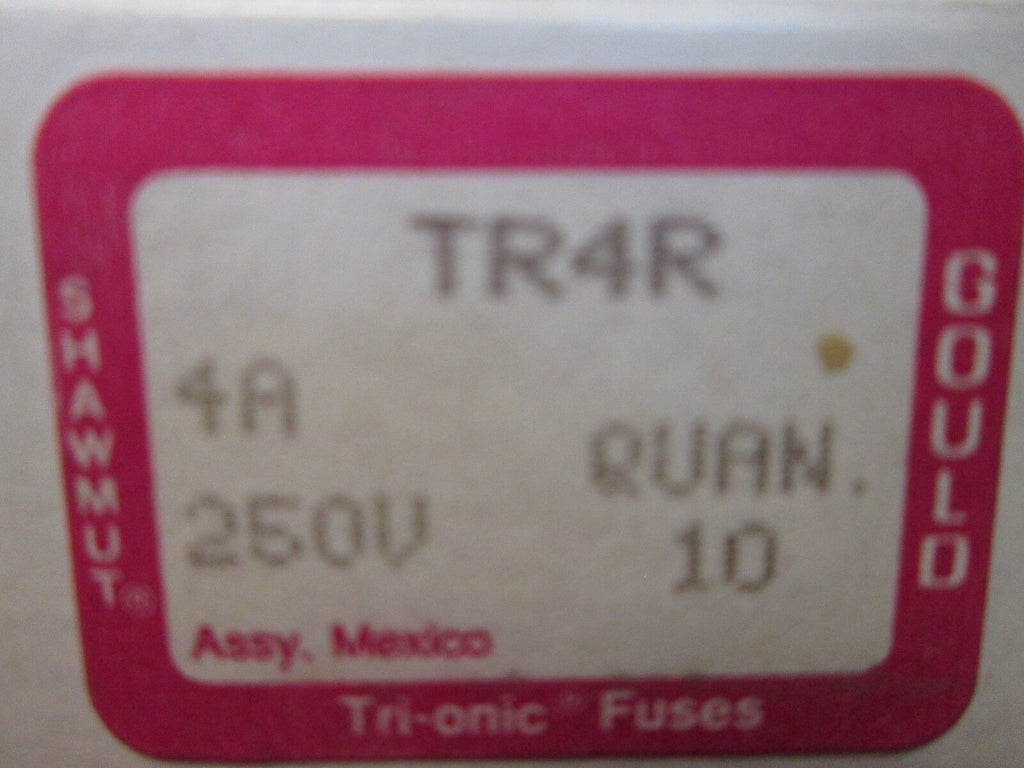 TR4R
4A
250V
QUAN.
10
Assy. Mexico
SHAWMUT®
GOULD
Tri-onic® Fuses